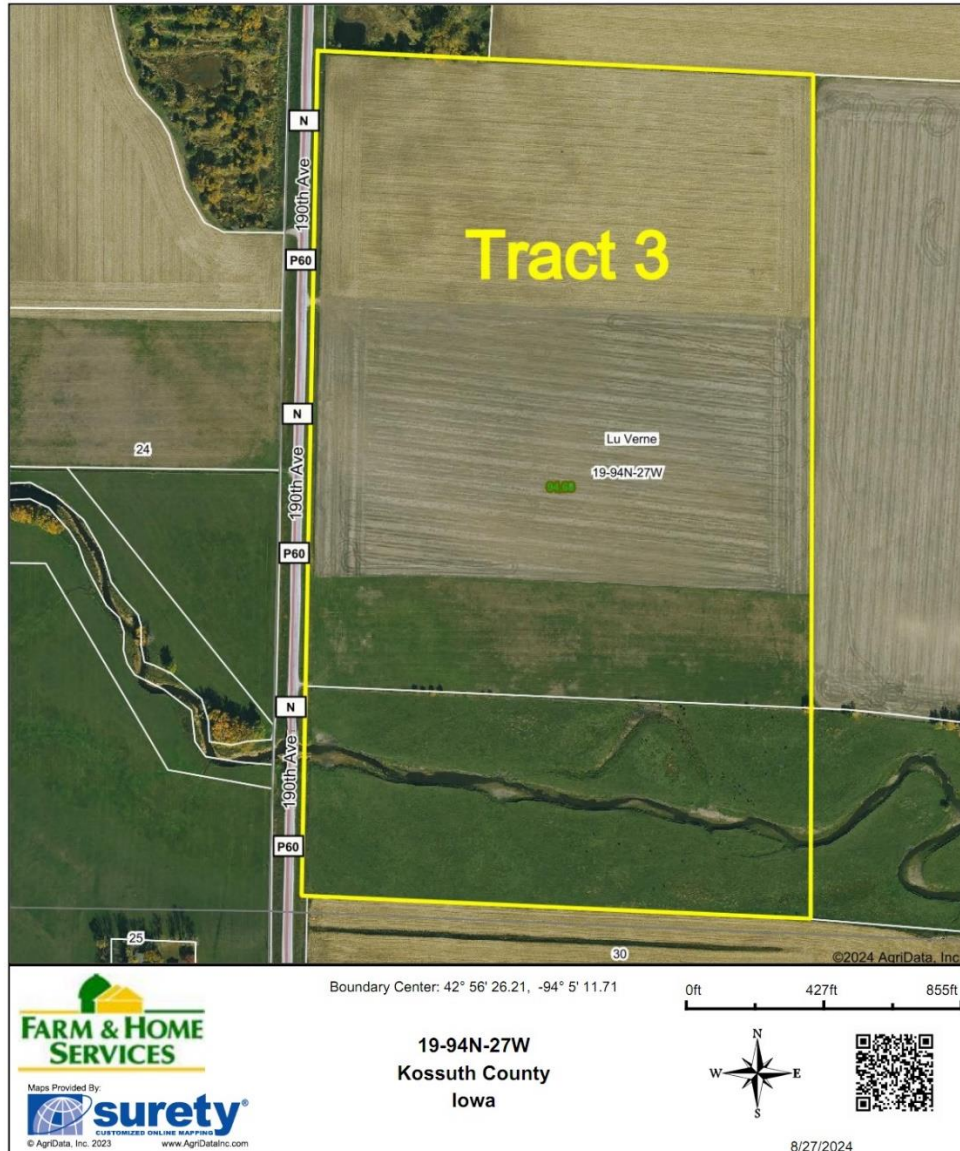 N
190th Ave
P60
Tract 3
N
Lu Verne
24
19-94N-27W
190th Ave
P60
N
190th Ave
P60
25
30
©2024 AgriData, Inc.
Boundary Center: 42° 56' 26.21, -94° 5' 11.71
0ft 427ft 855ft
FARM & HOME
SERVICES
19-94N-27W
Kossuth County
Iowa
N
W E
S
Maps Provided By:
surety®
CUSTOMIZED ONLINE MAPPING
© AgriData, Inc. 2023 www.AgriDataInc.com
8/27/2024